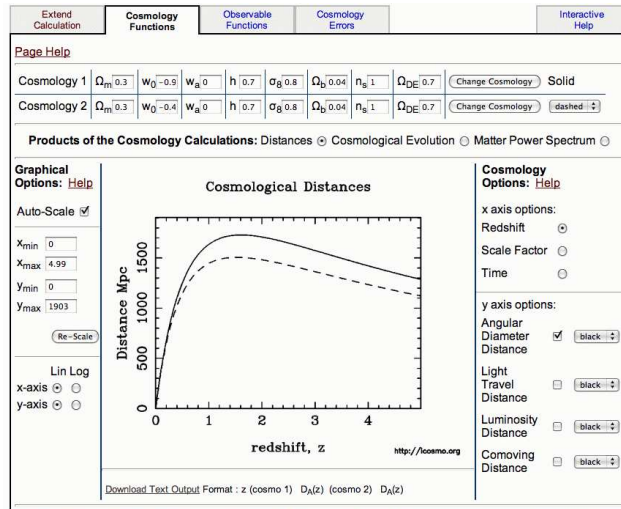 Extend Calculation
Cosmology Functions
Observable Functions
Cosmology Errors
Interactive Help
Page Help
Cosmology 1 Ωm 0.3 w0 -0.9 wa h 0.7 σ8 0.8 Ωb 0.04 ns 1 ΩDE 0.7 Change Cosmology Solid
Cosmology 2 Ωm 0.3 w0 -0.4 wa h 0.7 σ8 0.8 Ωb 0.04 ns 1 ΩDE 0.7 Change Cosmology dashed
Products of the Cosmology Calculations: Distances Cosmological Evolution Matter Power Spectrum
Graphical
Options: Help
Auto-Scale
xmin 0
xmax 4.99
ymin 0
ymax 1903
Re-Scale
Lin Log
x-axis
y-axis
Cosmological Distances
Distance Mpc
1500
1000
500
0
0 1 2 3 4
redshift, z
http://icosmo.org
Download Text Output Format : z (cosmo 1) DA(z) (cosmo 2) DA(z)
Cosmology
Options: Help
x axis options:
Redshift
Scale Factor
Time
y axis options:
Angular
Diameter
Distance
black
Light
Travel
Distance
black
Luminosity
Distance
black
Comoving
Distance
black